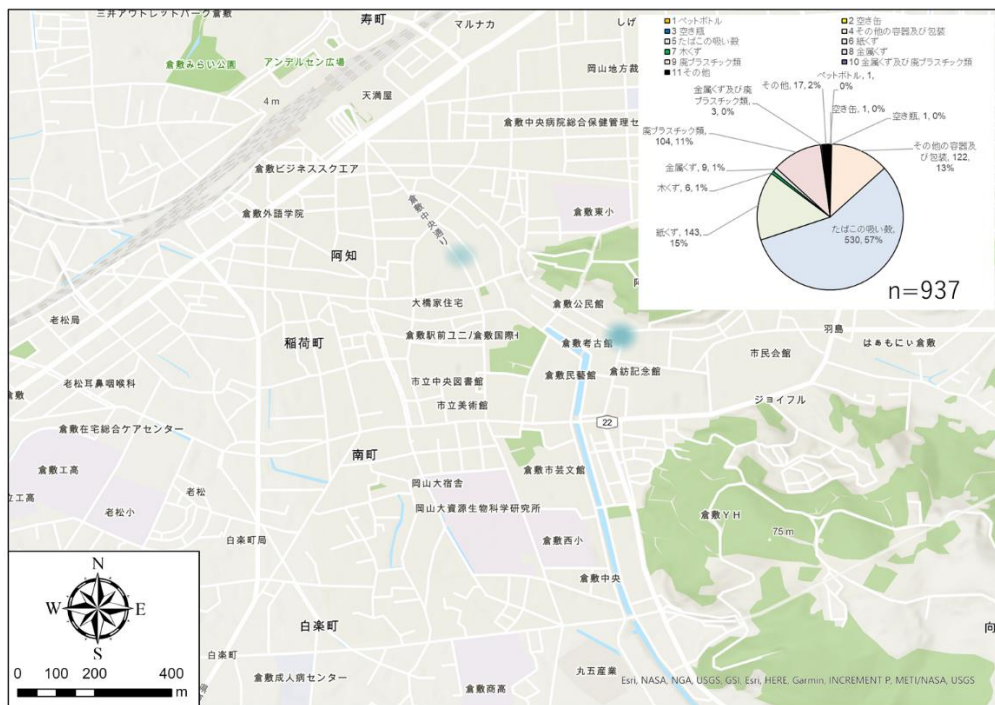 三井アウトレットパーク倉敷
寿町
マルナカ
しげ
倉敷みらい公園
アンデルセン広場
岡山地方裁
4 m
天満屋
倉敷中央病院総合保健管理セ
倉敷ビジネススクエア
倉敷中央通り
倉敷外語学院
倉敷東小
阿知
大橋家住宅
倉敷公民館
老松局
稲荷町
倉敷駅前ユニ/倉敷国際ホ
倉敷考古館
羽島
市民会館
はぁもにぃ倉敷
倉敷民藝館
倉紡記念館
老松耳鼻咽喉科
市立中央図書館
倉敷
市立美術館
ジョイフル
22
倉敷在宅総合ケアセンター
南町
倉敷工高
倉敷市芸文館
立工高
老松
岡山大宿舎
老松小
岡山大資源生物科学研究所
倉敷ＹＨ
75 m
白楽町局
倉敷西小
倉敷中央
白楽町
向
白楽町
倉敷成人病センター
丸五産業
倉敷商高
1 ペットボトル
2 空き缶
3 空き瓶
4 その他の容器及び包装
5 たばこの吸い殻
6 紙くず
7 木くず
8 金属くず
9 廃プラスチック類
10 金属くず及び廃プラスチック類
11 その他
ペットボトル, 1,
0%
その他, 17, 2%
金属くず及び廃
プラスチック類
3, 0%
空き缶, 1, 0%
空き瓶, 1, 0%
廃プラスチック類
104, 11%
その他の容器及
び包装, 122,
13%
金属くず, 9, 1%
木くず, 6, 1%
紙くず, 143,
15%
たばこの吸い殻,
530, 57%
n=937
N
W
E
S
0 100 200 400
m
Esri, NASA, NGA, USGS, GSI, Esri, HERE, Garmin, INCREMENT P, METI/NASA, USGS